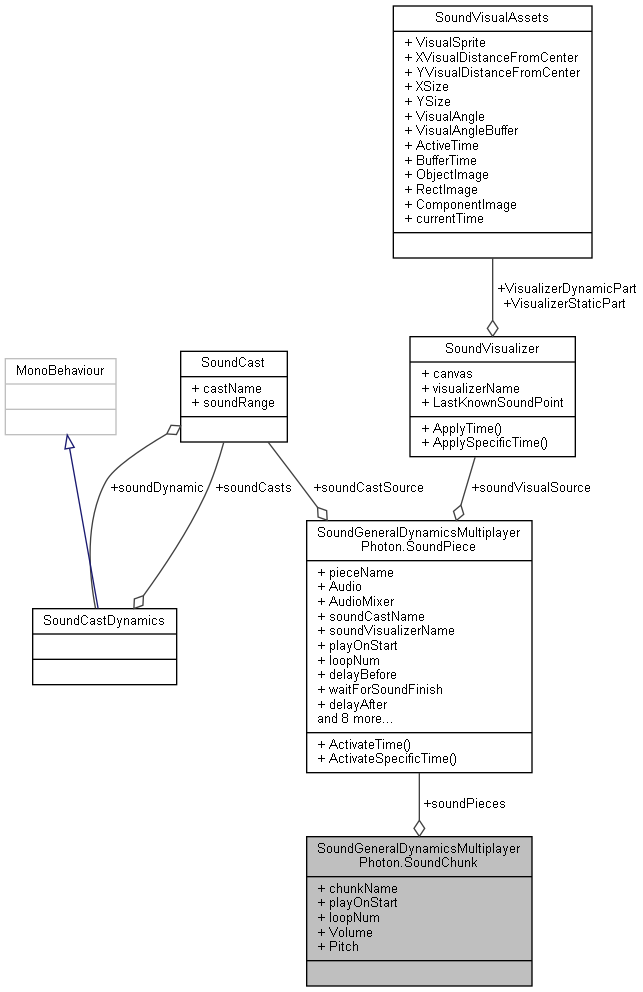 SoundVisualAssets
+ VisualSprite
+ XVisualDistanceFromCenter
+ YVisualDistanceFromCenter
+ XSize
+ YSize
+ VisualAngle
+ VisualAngleBuffer
+ ActiveTime
+ BufferTime
+ ObjectImage
+ RectImage
+ ComponentImage
+ currentTime
+VisualizerDynamicPart
+VisualizerStaticPart
SoundVisualizer
+ canvas
+ visualizerName
+ LastKnownSoundPoint
+ ApplyTime()
+ ApplySpecificTime()
MonoBehaviour
SoundCast
+ castName
+ soundRange
+soundDynamic
+soundCasts
+soundCastSource
+soundVisualSource
SoundCastDynamics
SoundGeneralDynamicsMultiplayer
Photon.SoundPiece
+ pieceName
+ Audio
+ AudioMixer
+ soundCastName
+ soundVisualizerName
+ playOnStart
+ loopNum
+ delayBefore
+ waitForSoundFinish
+ delayAfter
and 8 more...
+ ActivateTime()
+ ActivateSpecificTime()
+soundPieces
SoundGeneralDynamicsMultiplayer
Photon.SoundChunk
+ chunkName
+ playOnStart
+ loopNum
+ Volume
+ Pitch